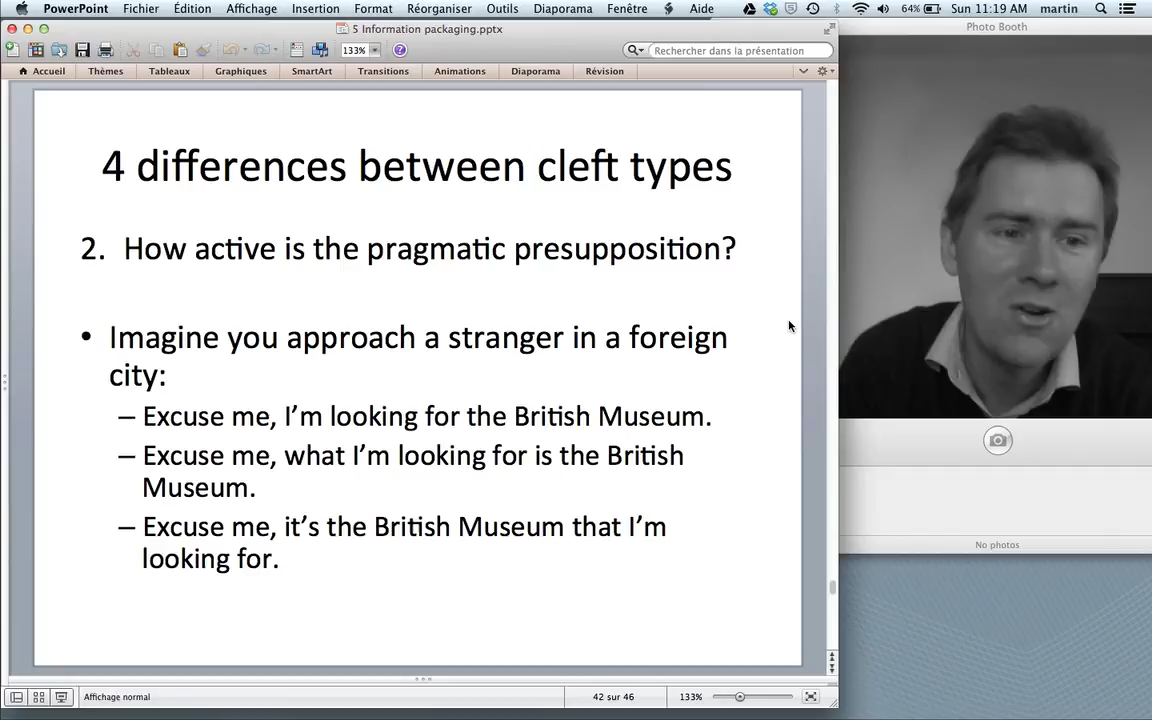 PowerPoint Fichier Édition Affichage Insertion Format Réorganiser Outils Diaporama Fenêtre Aide 64% Sun 11:19 AM martin
5 Information packaging.pptx
Photo Booth
133%
Rechercher dans la présentation
Accueil Thèmes Tableaux Graphiques SmartArt Transitions Animations Diaporama Révision
4 differences between cleft types
2. How active is the pragmatic presupposition?
• Imagine you approach a stranger in a foreign
city:
– Excuse me, I’m looking for the British Museum.
– Excuse me, what I’m looking for is the British
Museum.
– Excuse me, it’s the British Museum that I’m
looking for.
No photos
Affichage normal 42 sur 46 133%